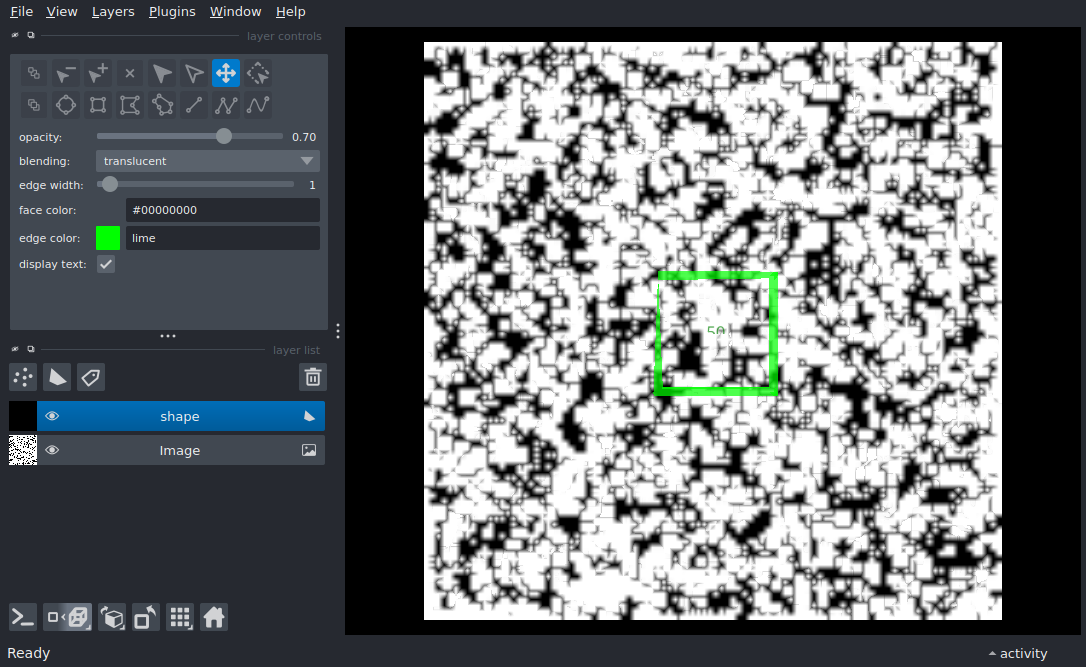 File View Layers Plugins Window Help
layer controls
opacity: 0.70
blending: translucent
edge width: 1
face color: #00000000
edge color: lime
display text:
layer list
shape
Image
50
Ready
activity